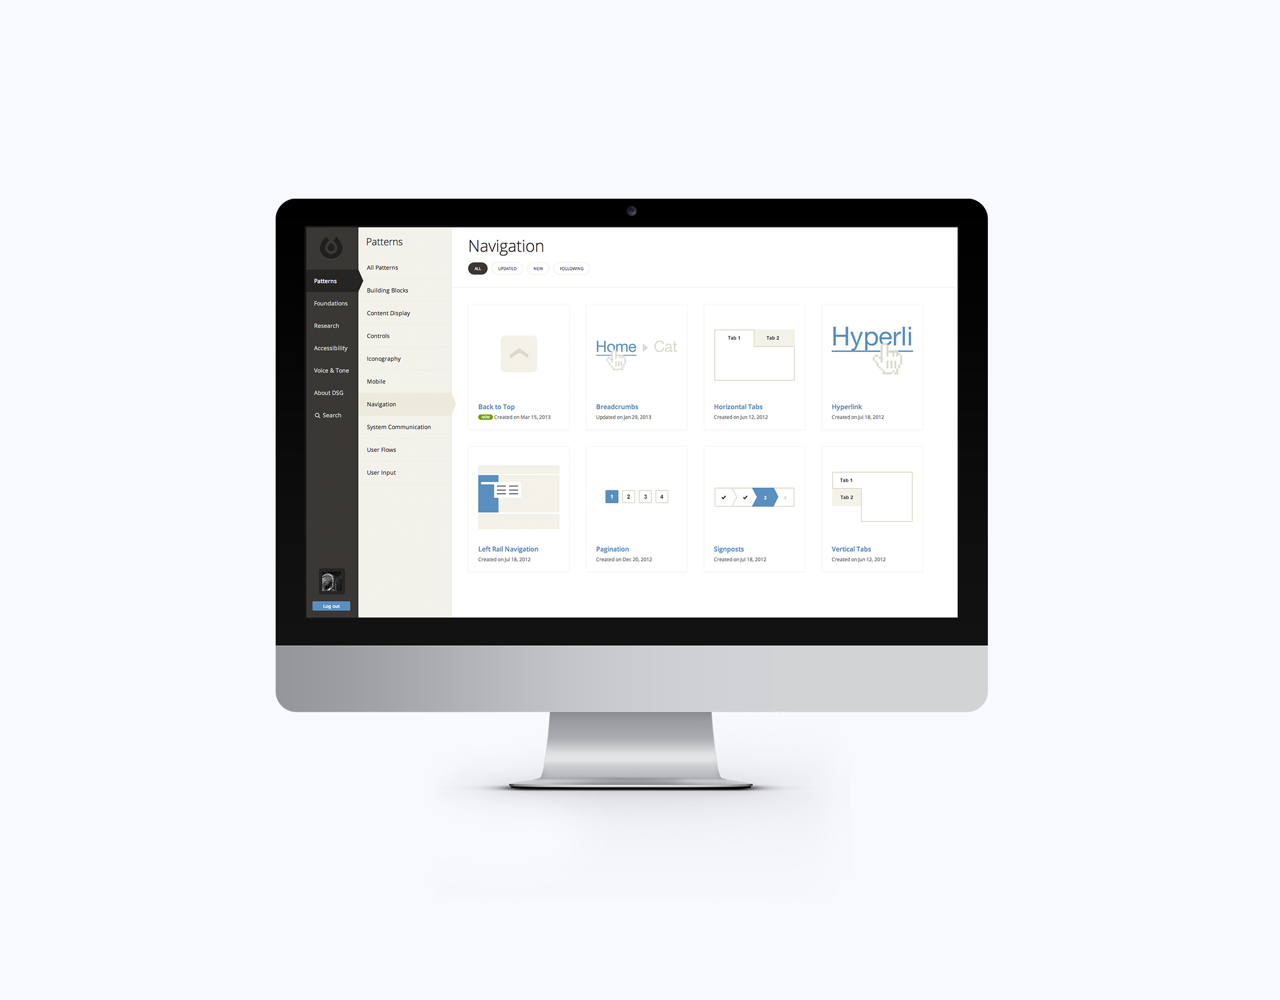 Patterns
Foundations
Research
Accessibility
Voice & Tone
About DSG
Search
Log out
Patterns
All Patterns
Building Blocks
Content Display
Controls
Iconography
Mobile
Navigation
System Communication
User Flows
User Input
Navigation
ALL UPDATED NEW FOLLOWING
Back to Top
NEW Created on Mar 15, 2013
Home Cat
Breadcrumbs
Updated on Jan 29, 2013
Tab 1 Tab 2
Horizontal Tabs
Created on Jun 12, 2012
Hyperli
Hyperlink
Created on Jul 18, 2012
Left Rail Navigation
Created on Jul 18, 2012
1 2 3 4
Pagination
Created on Dec 20, 2012
3
Signposts
Created on Jul 18, 2012
Tab 1
Tab 2
Vertical Tabs
Created on Jun 12, 2012